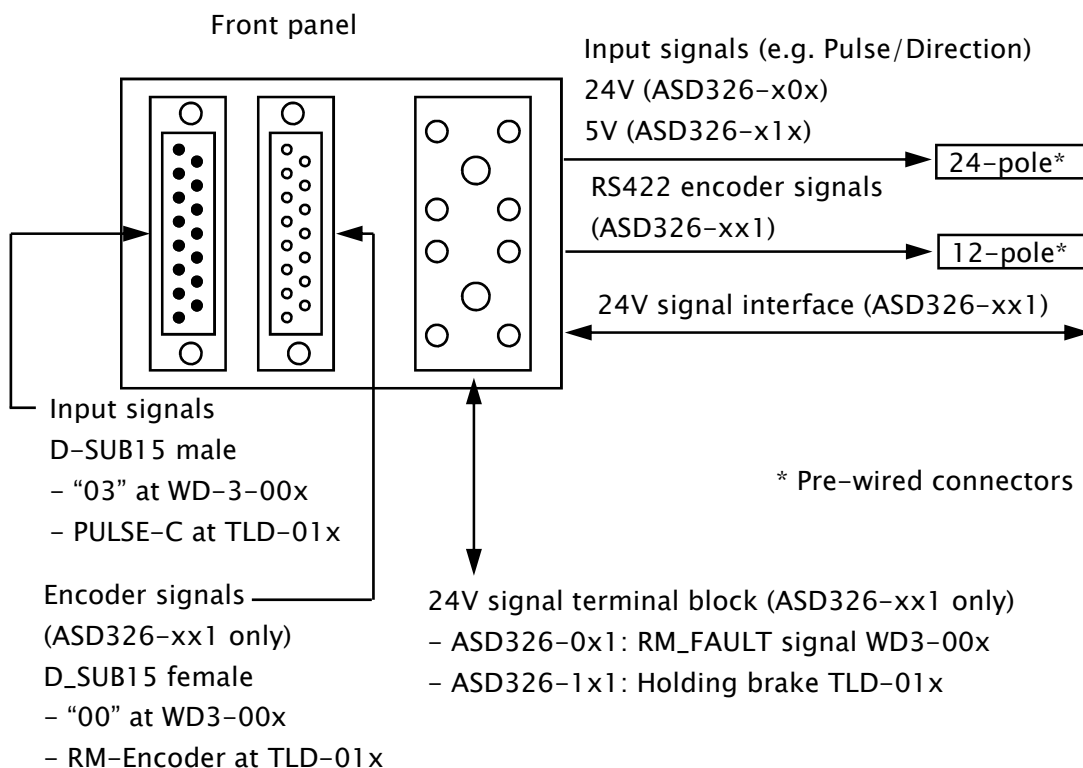 Front panel
Input signals (e.g. Pulse/Direction)
24V (ASD326-x0x)
5V (ASD326-x1x)
24-pole*
RS422 encoder signals
(ASD326-xx1)
12-pole*
24V signal interface (ASD326-xx1)
Input signals
D-SUB15 male
- “03” at WD-3-00x
- PULSE-C at TLD-01x
* Pre-wired connectors
Encoder signals
(ASD326-xx1 only)
D_SUB15 female
- “00” at WD3-00x
- RM-Encoder at TLD-01x
24V signal terminal block (ASD326-xx1 only)
- ASD326-0x1: RM_FAULT signal WD3-00x
- ASD326-1x1: Holding brake TLD-01x